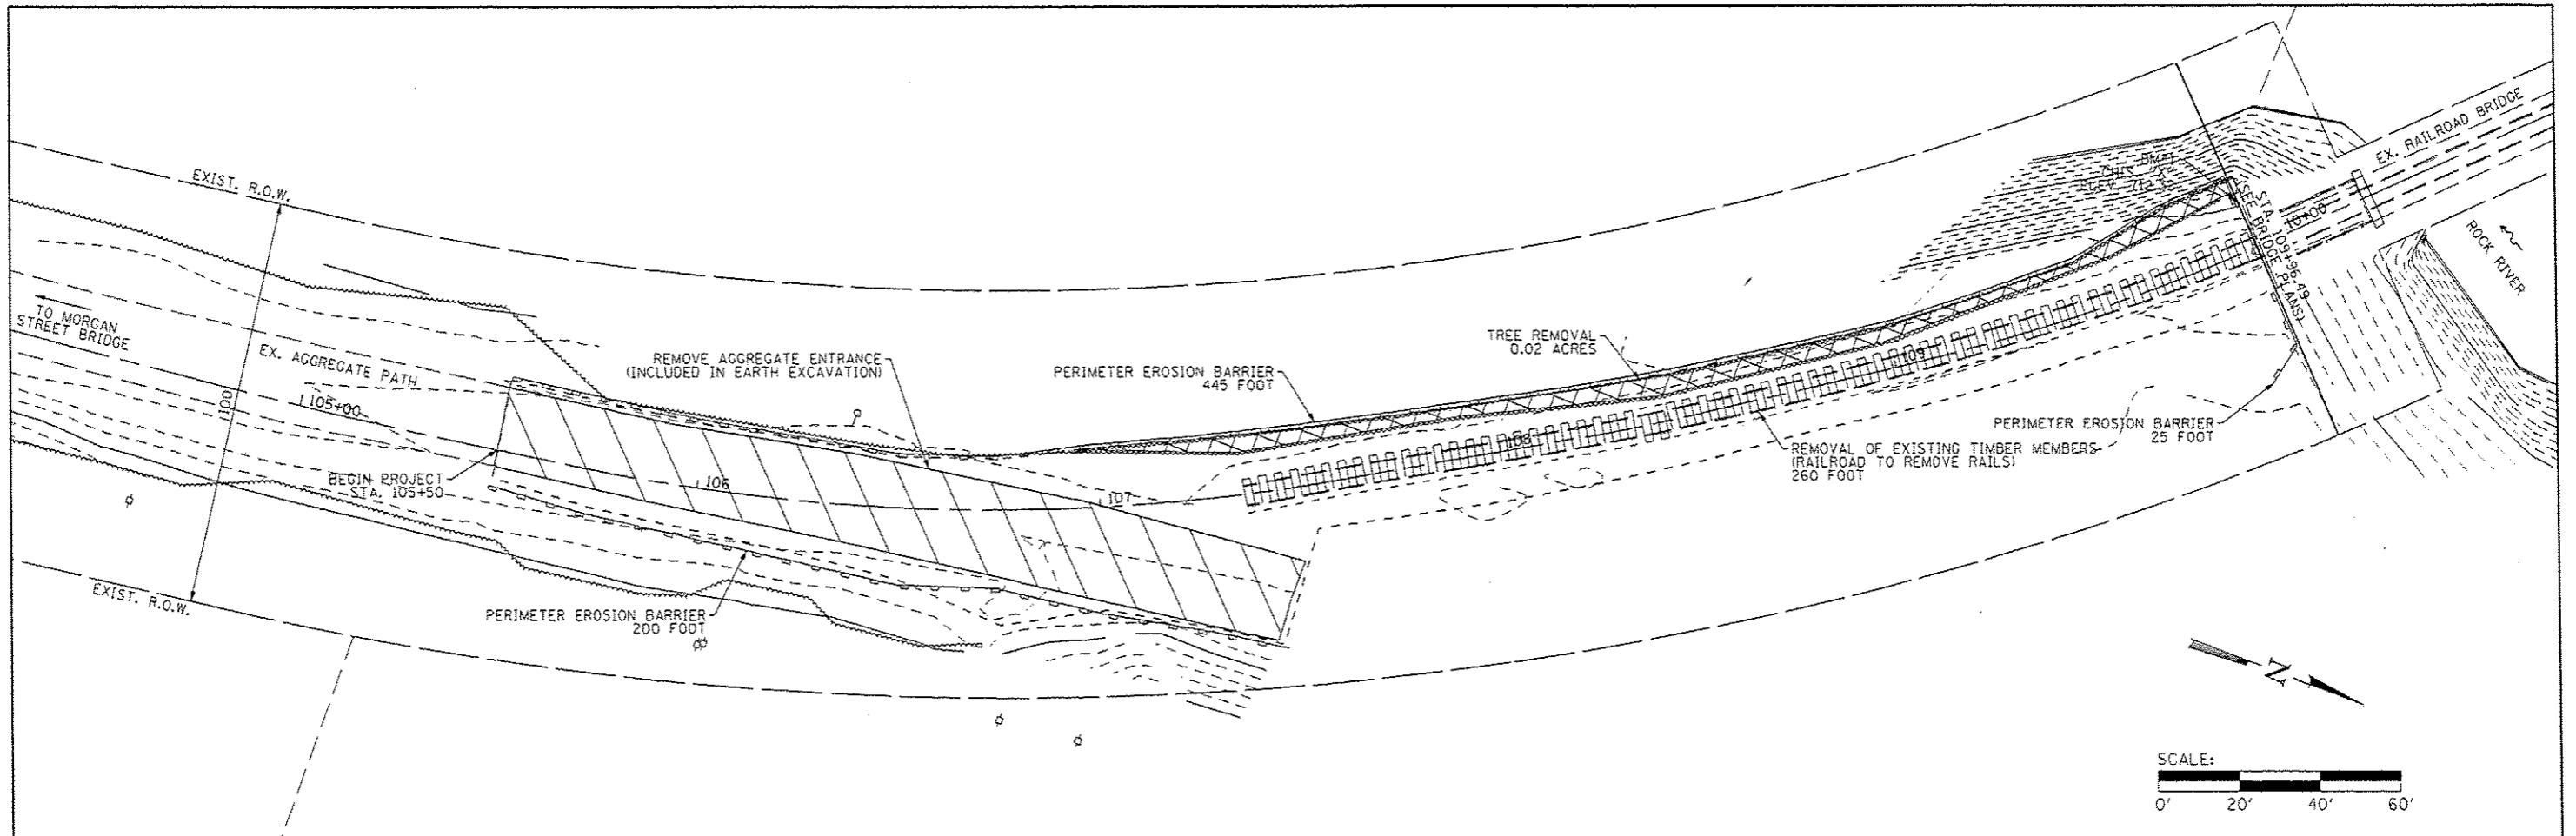 EXIST. R.O.W.
TO MORGAN
STREET BRIDGE
EX. AGGREGATE PATH
100'
105+00
BEGIN PROJECT
STA. 105+50
EXIST. R.O.W.
REMOVE AGGREGATE ENTRANCE
(INCLUDED IN EARTH EXCAVATION)
106
107
PERIMETER EROSION BARRIER
200 FOOT
PERIMETER EROSION BARRIER
445 FOOT
TREE REMOVAL
0.02 ACRES
108
109
REMOVAL OF EXISTING TIMBER MEMBERS
(RAILROAD TO REMOVE RAILS)
260 FOOT
PERIMETER EROSION BARRIER
25 FOOT
STA. 109+96.49
(SEE BRIDGE PLANS)
10+00
EX. RAILROAD BRIDGE
ROCK RIVER
N
SCALE:
0' 20' 40' 60'